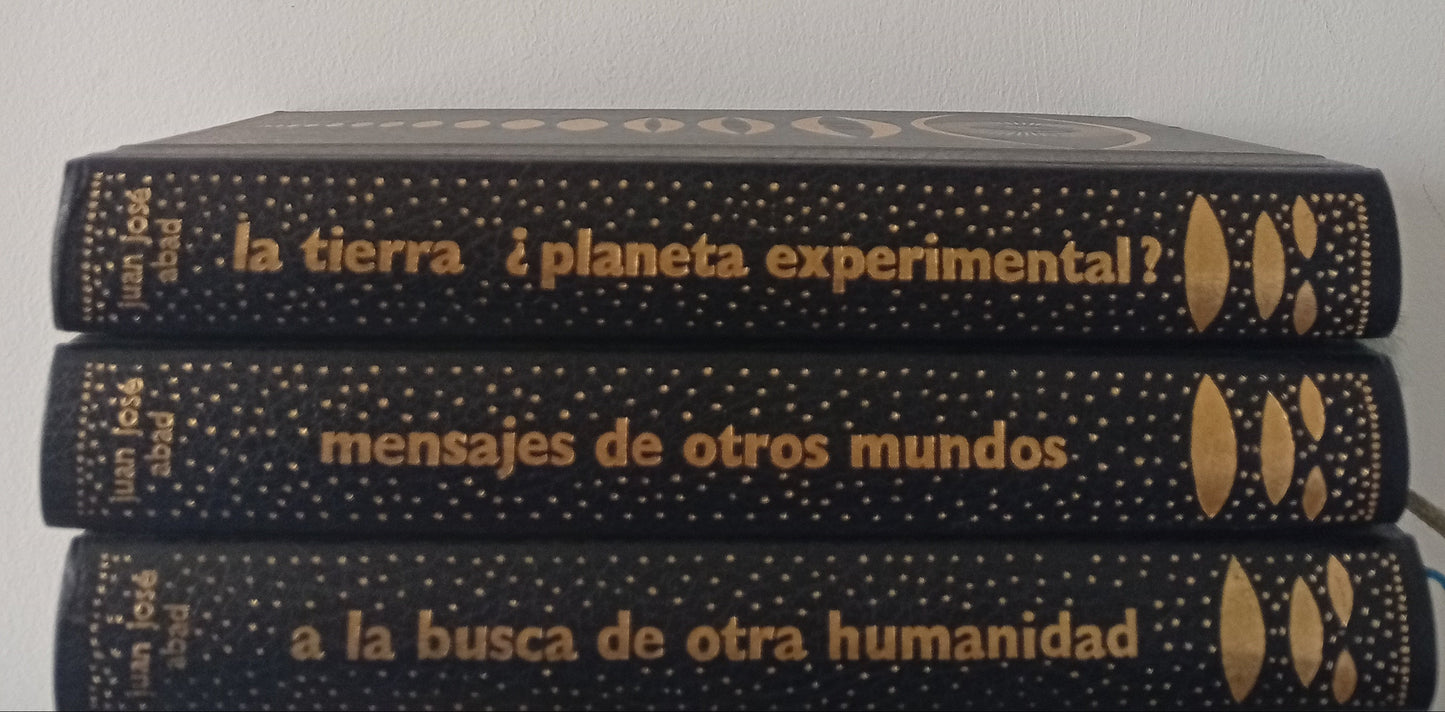 juan josé
abad
la tierra ¿planeta experimental?
juan josé
abad
mensajes de otros mundos
juan josé
abad
a la busca de otra humanidad